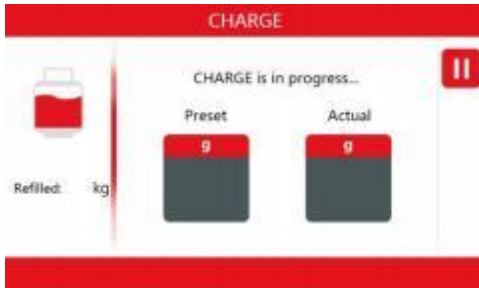 CHARGE
CHARGE is in progress...
Preset
Actual
g
g
Refilled: kg